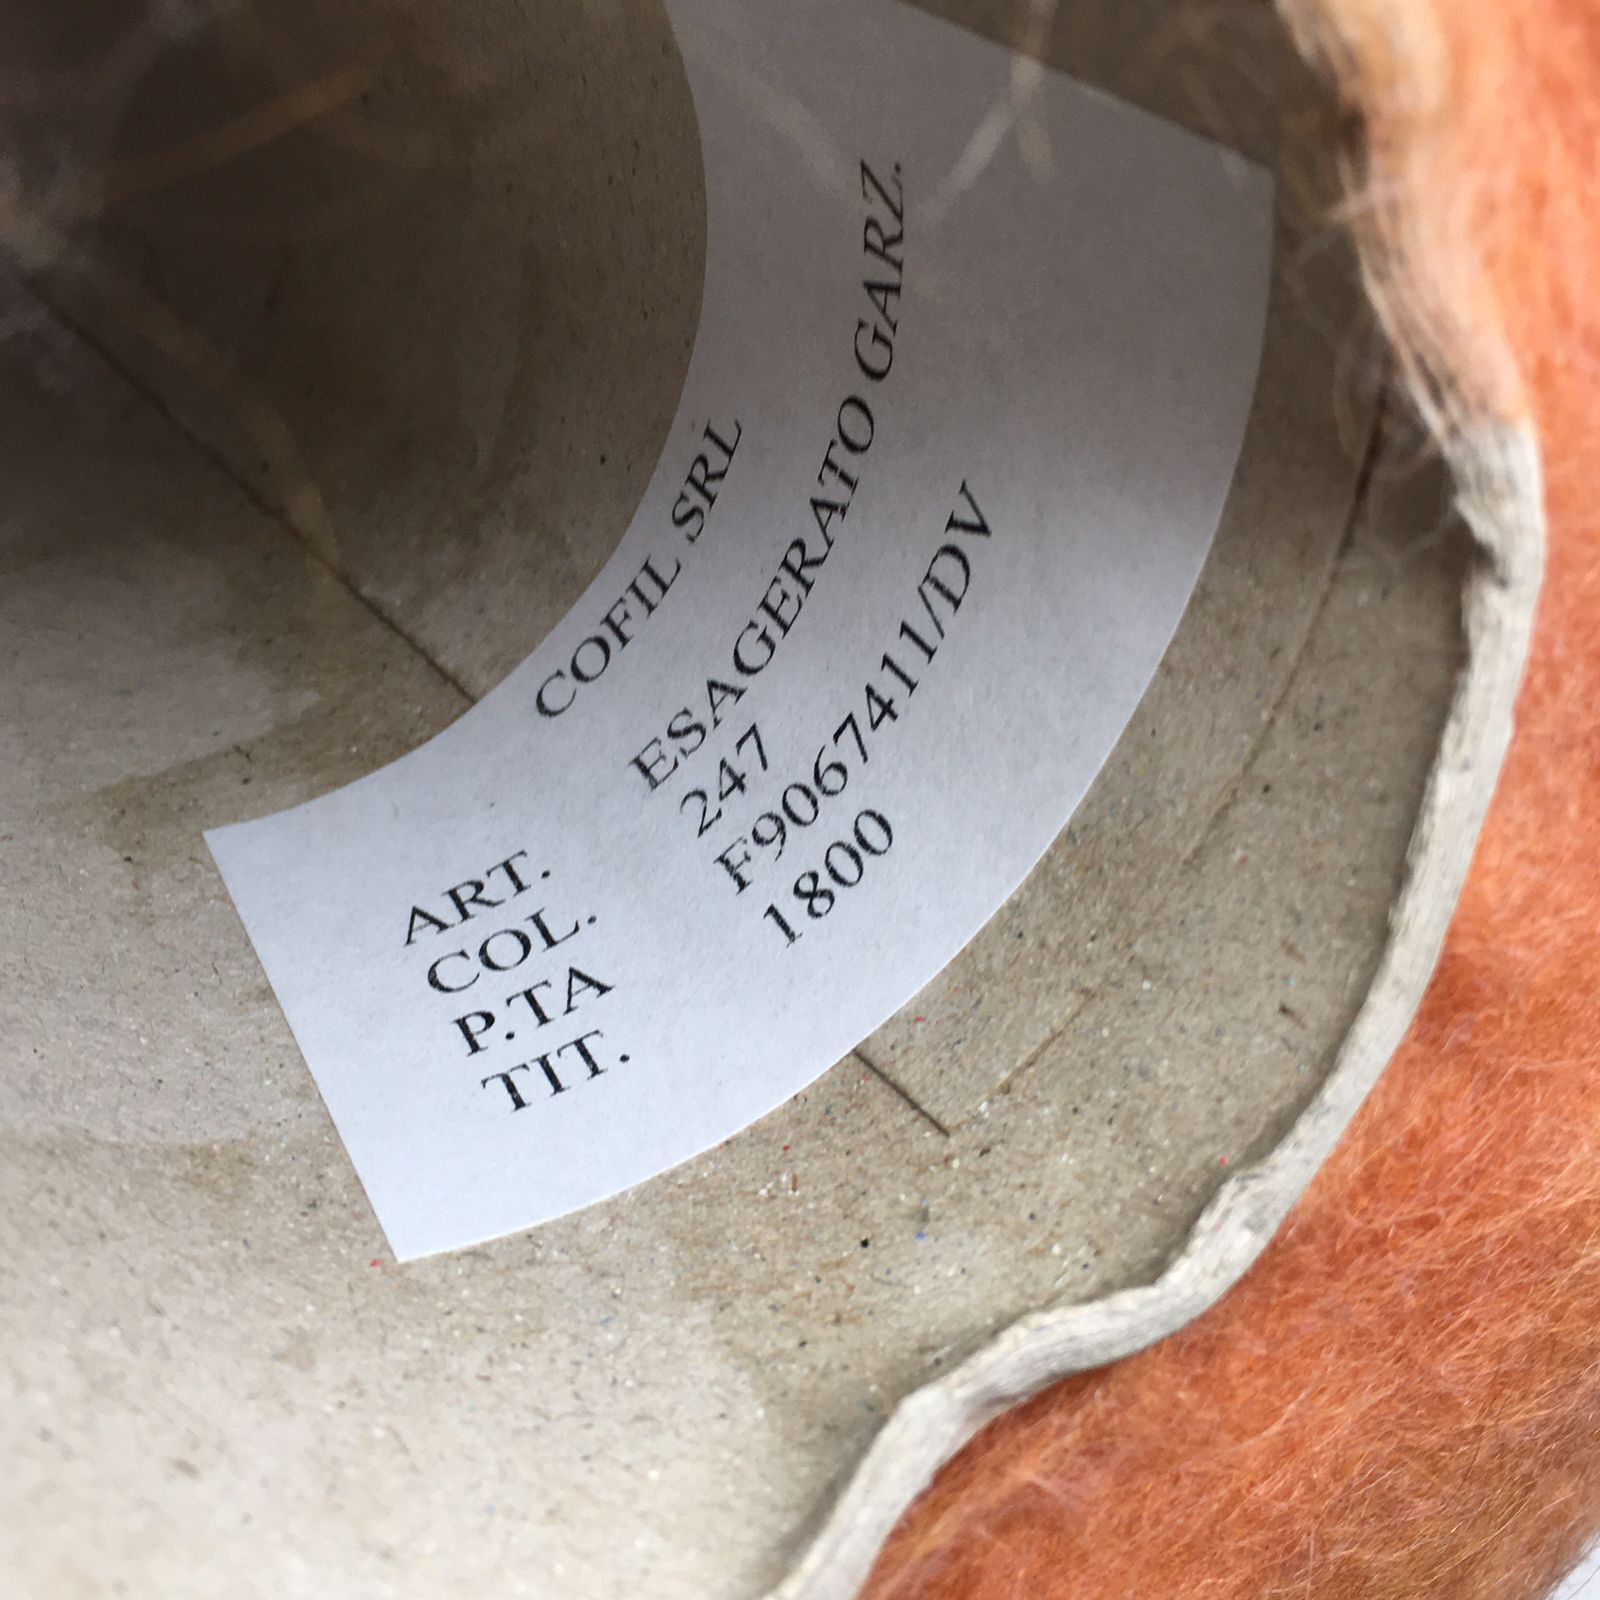 COFIL SRL
ART. ESAGERATO GARZ.
COL. 247
P.TA F9067411/DV
TIT. 1800